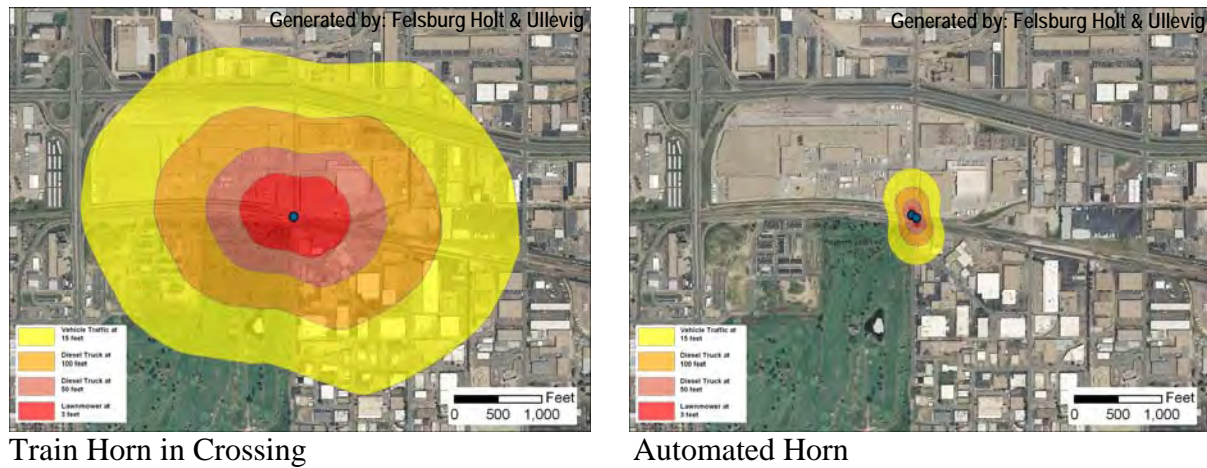 Generated by: Felsburg Holt & Ullevig
Vehicle Traffic at
15 feet
Diesel Truck at
100 feet
Diesel Truck at
50 feet
Lawnmower at
3 feet
Feet
0 500 1,000
Train Horn in Crossing
Generated by: Felsburg Holt & Ullevig
Vehicle Traffic at
15 feet
Diesel Truck at
100 feet
Diesel Truck at
50 feet
Lawnmower at
3 feet
Feet
0 500 1,000
Automated Horn